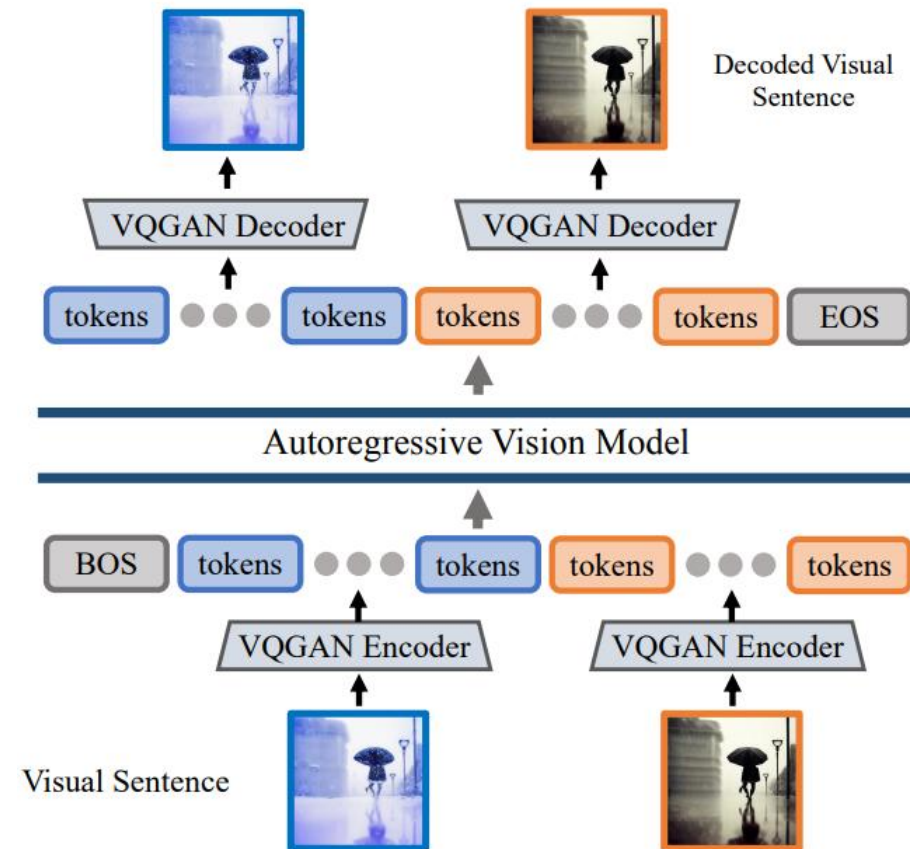 Decoded Visual
Sentence
VQGAN Decoder VQGAN Decoder
tokens tokens tokens tokens EOS
Autoregressive Vision Model
BOS tokens tokens tokens tokens
VQGAN Encoder VQGAN Encoder
Visual Sentence